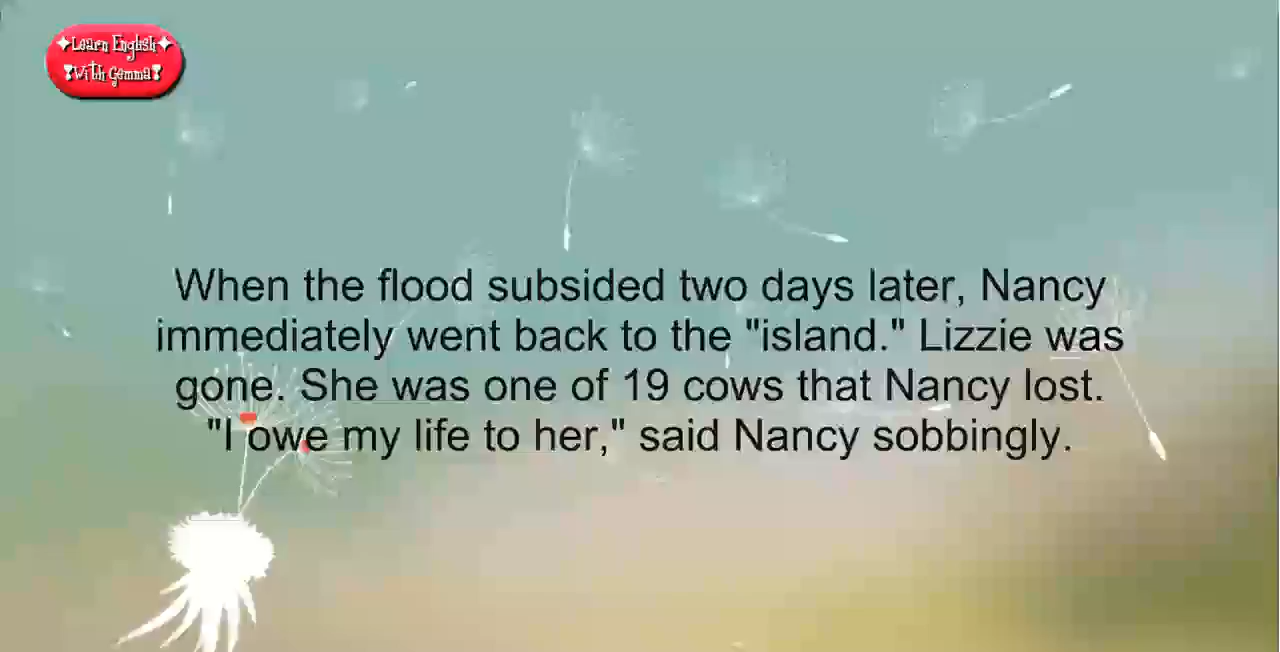 Learn English
With Gemma
When the flood subsided two days later, Nancy
immediately went back to the "island." Lizzie was
gone. She was one of 19 cows that Nancy lost.
"I owe my life to her," said Nancy sobbingly.